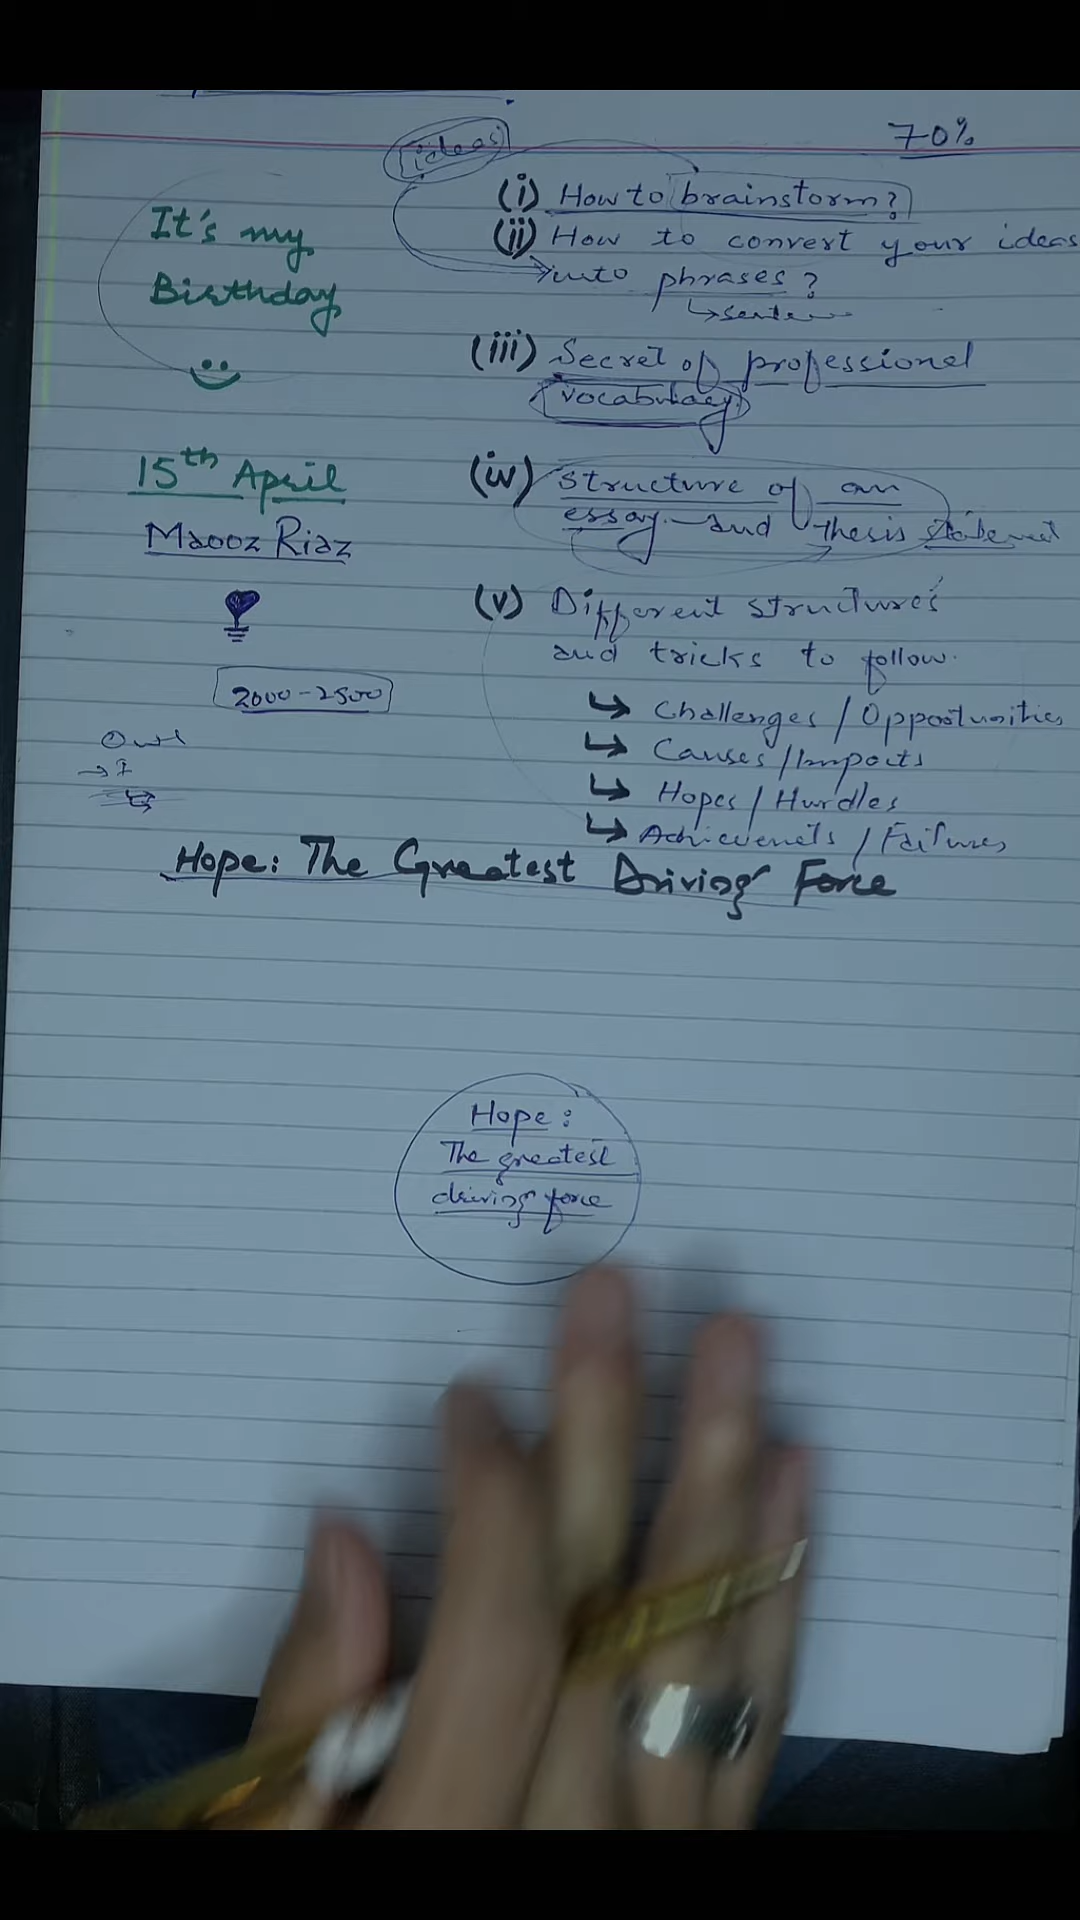 70%
ideas
(i) How to brainstorm?
(ii) How to convert your ideas
into phrases?
(iii) Secret of professional
vocabulary
(iv) Structure of an
essay and thesis statement
(v) Different structures
and tricks to follow.
Challenges / Opportunities
Causes / Impacts
Hopes / Hurdles
Achievemets / Failures
It's my
Birthday
15th April
Maooz Riaz
2000-2500
Hope: The Greatest Driving Force
Hope:
The greatest
driving force